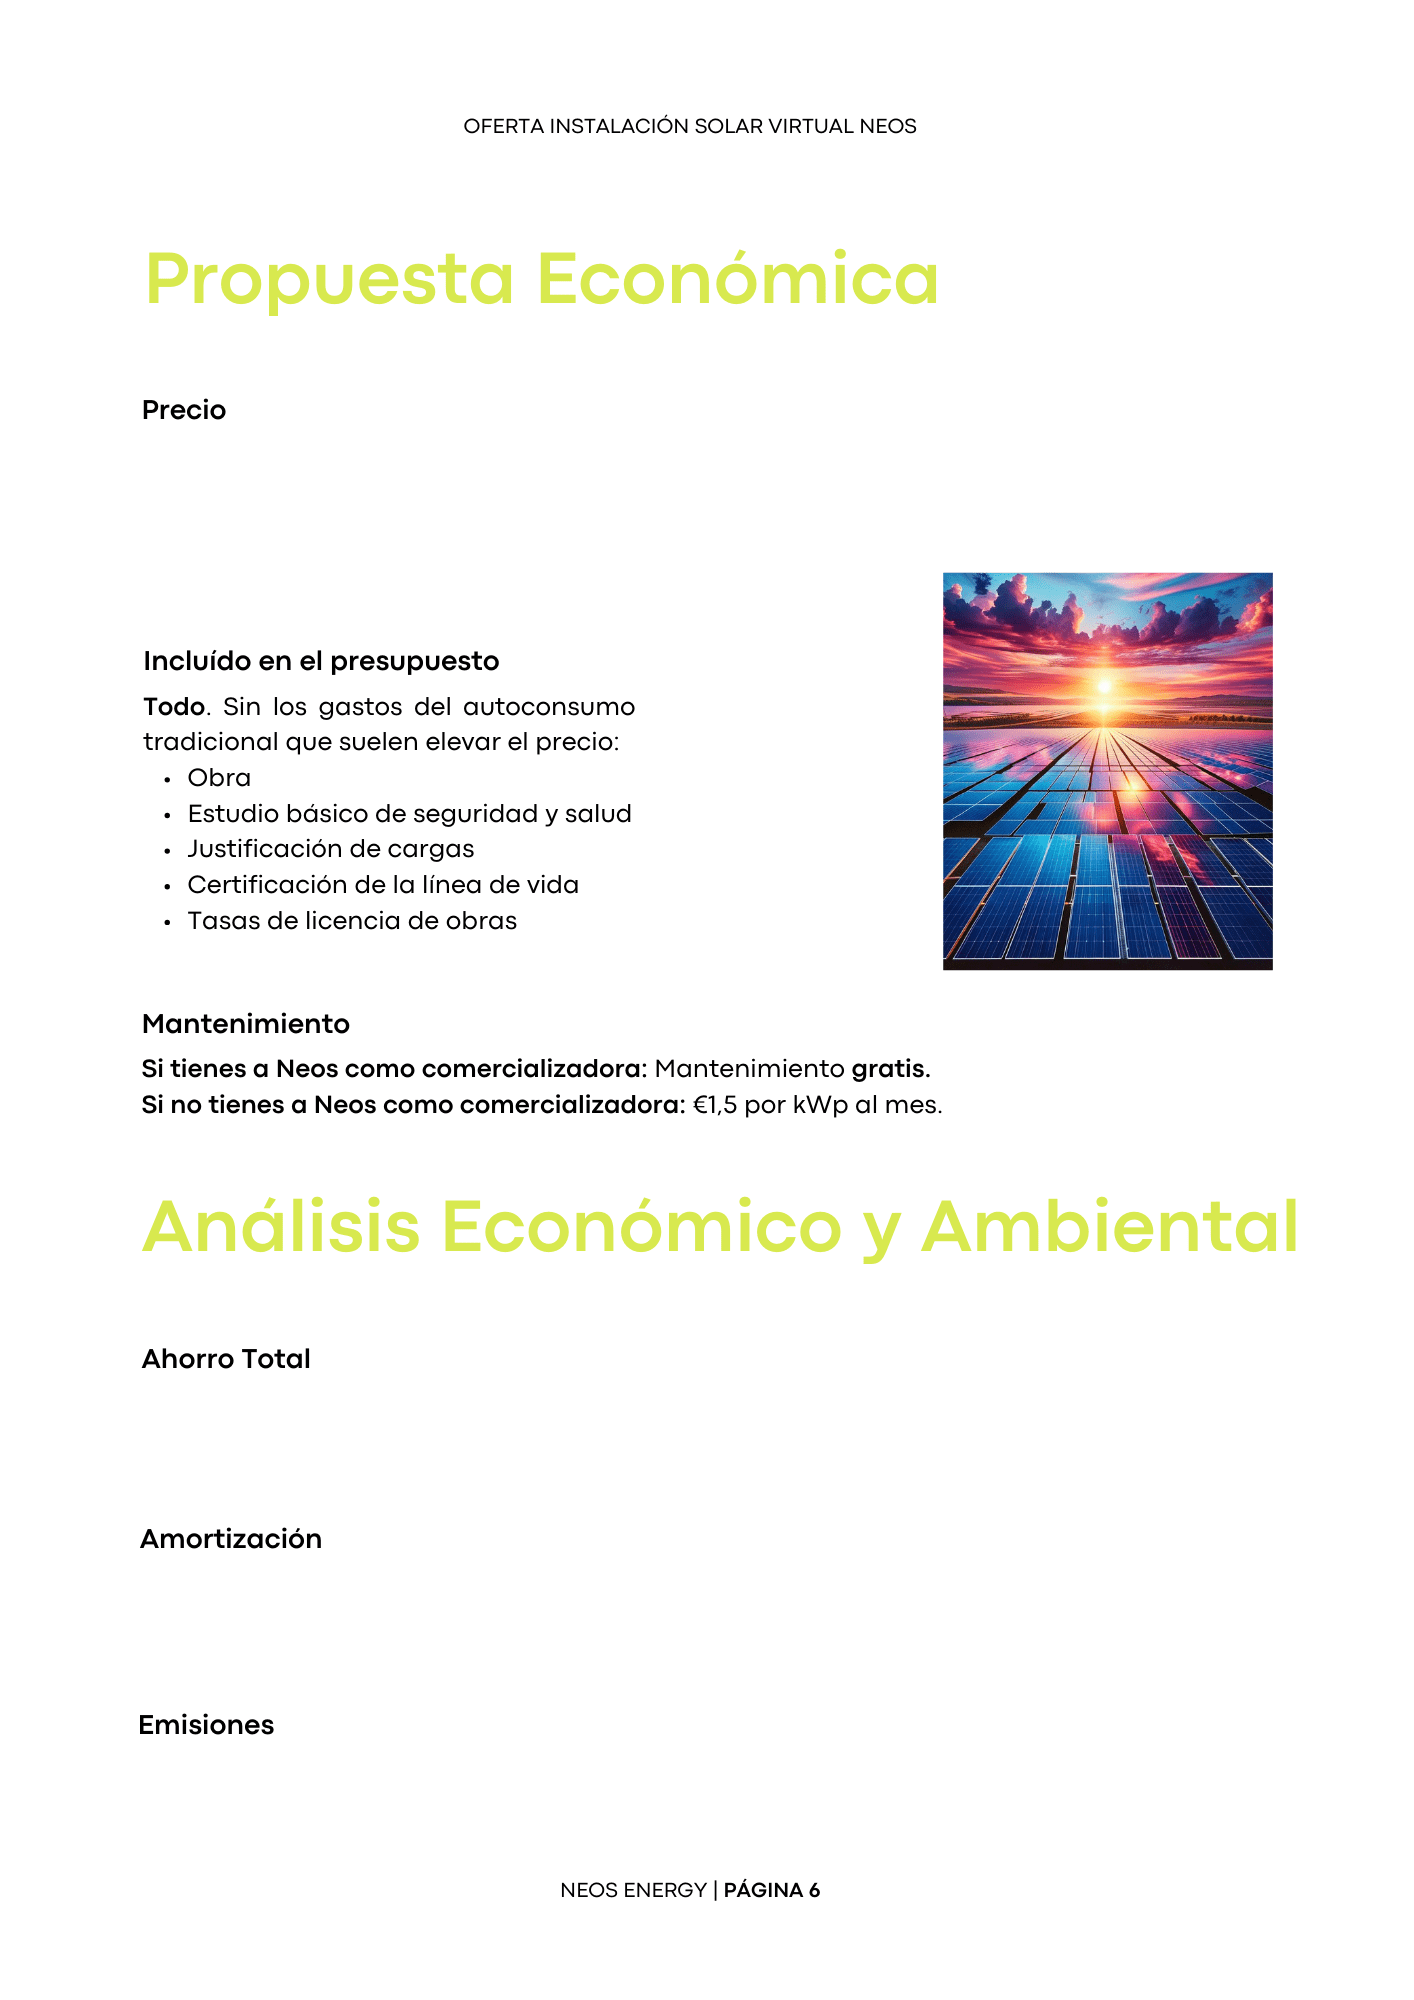 OFERTA INSTALACIÓN SOLAR VIRTUAL NEOS
Propuesta Económica
Precio
Incluído en el presupuesto
Todo. Sin los gastos del autoconsumo
tradicional que suelen elevar el precio:
• Obra
• Estudio básico de seguridad y salud
• Justificación de cargas
• Certificación de la línea de vida
• Tasas de licencia de obras
Mantenimiento
Si tienes a Neos como comercializadora: Mantenimiento gratis.
Si no tienes a Neos como comercializadora: €1,5 por kWp al mes.
Análisis Económico y Ambiental
Ahorro Total
Amortización
Emisiones
NEOS ENERGY | PÁGINA 6